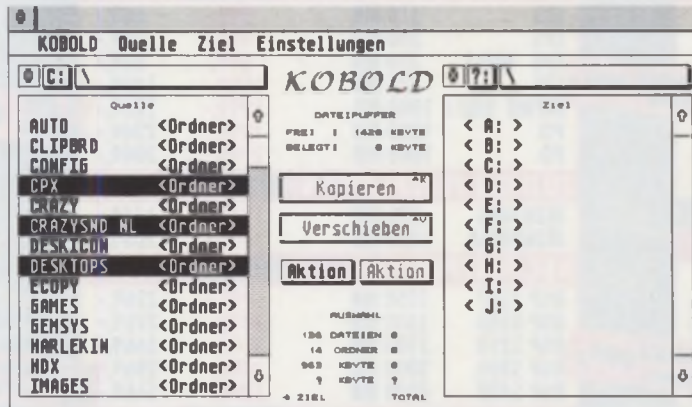 KOBOLD Quelle Ziel Einstellungen
C: \
KOBOLD
?: \
Quelle
AUTO <Ordner>
CLIPBRD <Ordner>
CONFIG <Ordner>
CPX <Ordner>
CRAZY <Ordner>
CRAZYSND NL <Ordner>
DESKICON <Ordner>
DESKTOPS <Ordner>
ECOPY <Ordner>
GAMES <Ordner>
GEMSYS <Ordner>
HARLEKIN <Ordner>
HDX <Ordner>
IMAGES <Ordner>
DATEIPUFFER
FREI : 1428 KBYTE
BELEGT: 0 KBYTE
Kopieren ^K
Verschieben ^V
Aktion Aktion
AUSWAHL
DATEIEN 0
14 ORDNER 0
963 KBYTE 0
? KBYTE ?
ZIEL TOTAL
Ziel
< A: >
< B: >
< C: >
< D: >
< E: >
< F: >
< G: >
< H: >
< I: >
< J: >